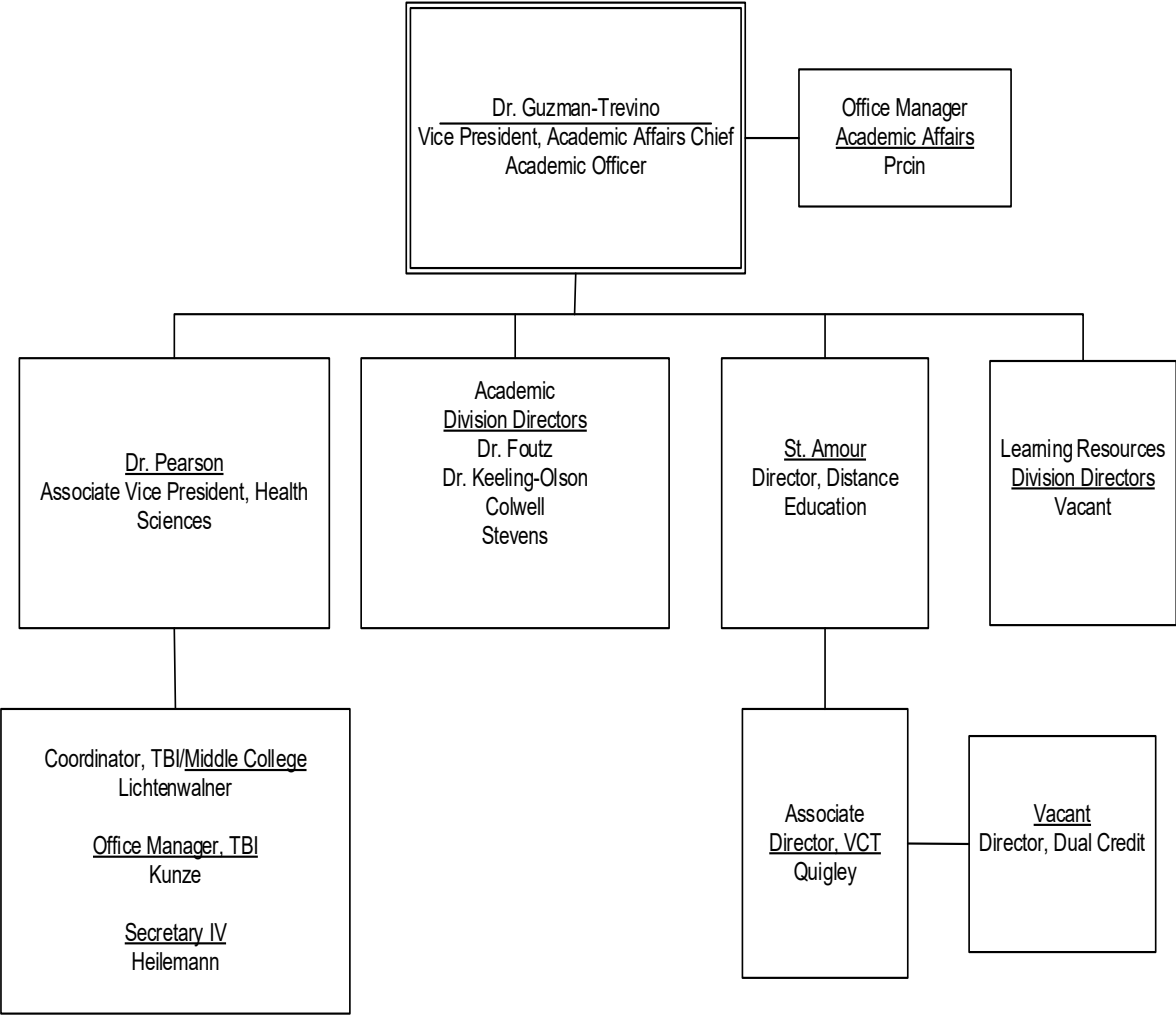 Dr. Guzman-Trevino
Vice President, Academic Affairs Chief
Academic Officer
Office Manager
Academic Affairs
Prcin
Dr. Pearson
Associate Vice President, Health
Sciences
Academic
Division Directors
Dr. Foutz
Dr. Keeling-Olson
Colwell
Stevens
St. Amour
Director, Distance
Education
Learning Resources
Division Directors
Vacant
Coordinator, TBI/Middle College
Lichtenwalner
Office Manager, TBI
Kunze
Secretary IV
Heilemann
Associate
Director, VCT
Quigley
Vacant
Director, Dual Credit